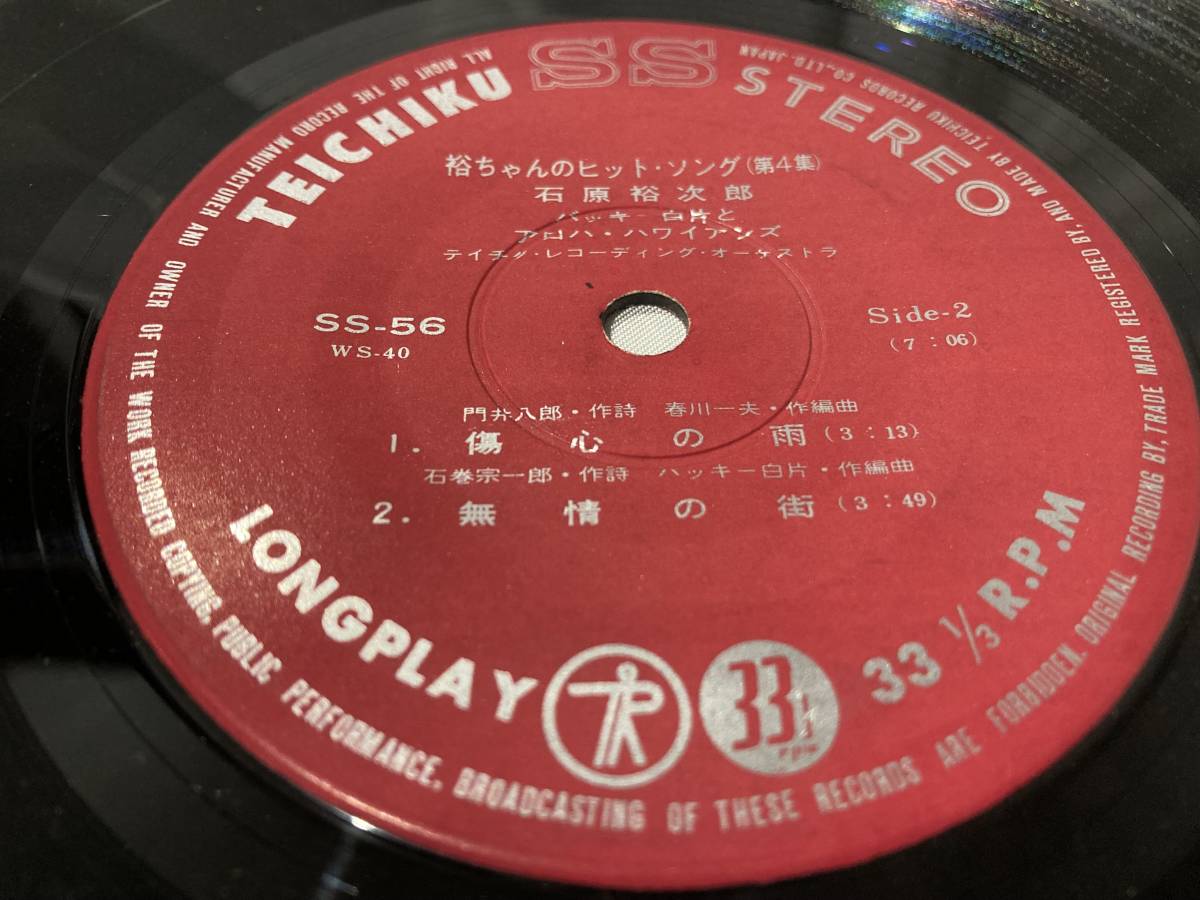 TEICHIKU
SS
STEREO
裕ちゃんのヒット・ソング(第4集)
石原裕次郎
バッキー白片と
アロハ・ハワイアンズ
テイチク・レコーディング・オーケストラ
SS-56
WS-40
Side-2
(7:06)
門井八郎・作詩 春川一夫・作編曲
1. 傷心の雨 (3:13)
石巻宗一郎・作詩 バッキー白片・作編曲
2. 無情の街 (3:49)
LONGPLAY
33 1/3
rpm
33 1/3 R.P.M
ALL RIGHT OF THE RECORD MANUFACTURER AND OWNER OF THE WORK RECORDED COPYING, PUBLIC PERFORMANCE, BROADCASTING OF THESE RECORDS ARE FORBIDDEN. ORIGINAL RECORDING BY, TRADE MARK REGISTERED BY, AND MADE BY TEICHIKU RECORDS CO., LTD. JAPAN